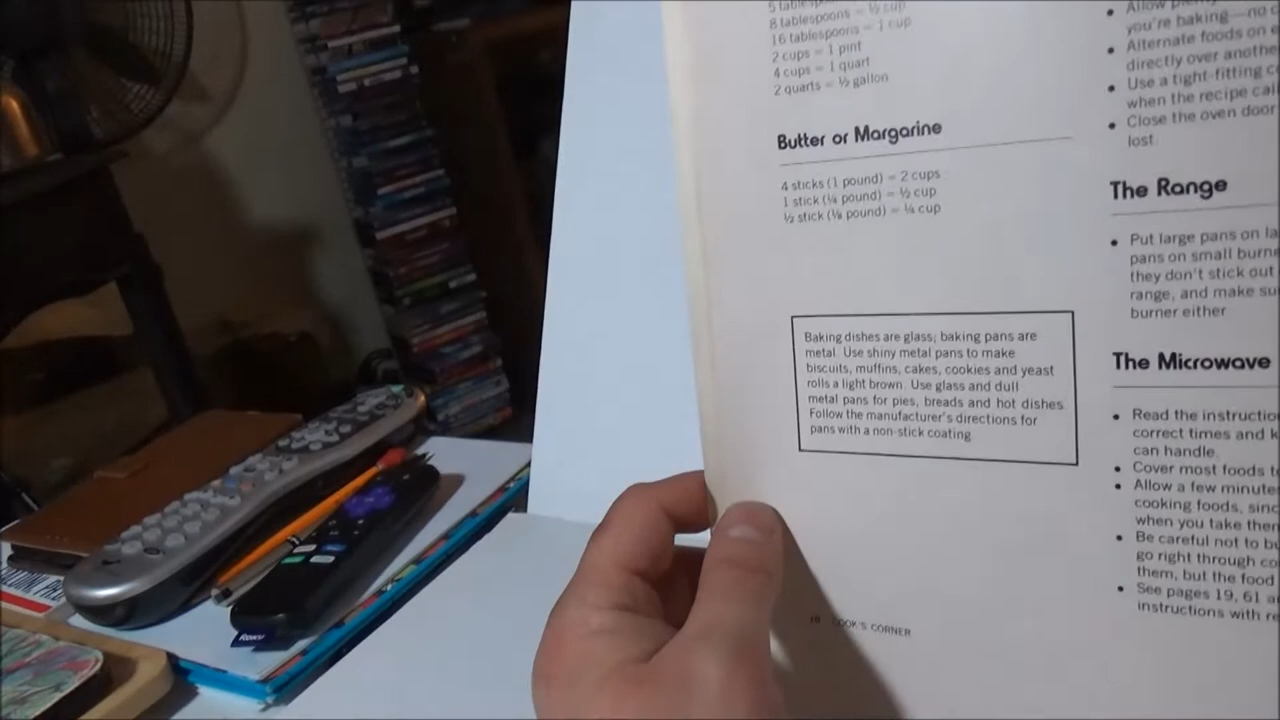 8 tablespoons = ½ cup
16 tablespoons = 1 cup
2 cups = 1 pint
4 cups = 1 quart
2 quarts = ½ gallon
Butter or Margarine
4 sticks (1 pound) = 2 cups
1 stick (¼ pound) = ½ cup
½ stick (⅛ pound) = ¼ cup
Baking dishes are glass; baking pans are
metal. Use shiny metal pans to make
biscuits, muffins, cakes, cookies and yeast
rolls a light brown. Use glass and dull
metal pans for pies, breads and hot dishes.
Follow the manufacturer's directions for
pans with a non-stick coating.
COOK'S CORNER
• Allow
you're baking—no
• Alternate foods on
directly over
• Use a tight-fitting
when the recipe
• Close the oven door
lost.
The Range
• Put large pans on
pans on small
they don't stick out
range, and make
burner either
The Microwave
• Read the
correct times and
can handle.
• Cover most foods
• Allow a few
cooking foods,
when you take
• Be careful not to
go right through
them, but the food
• See pages 19, 61
instructions with
Roku